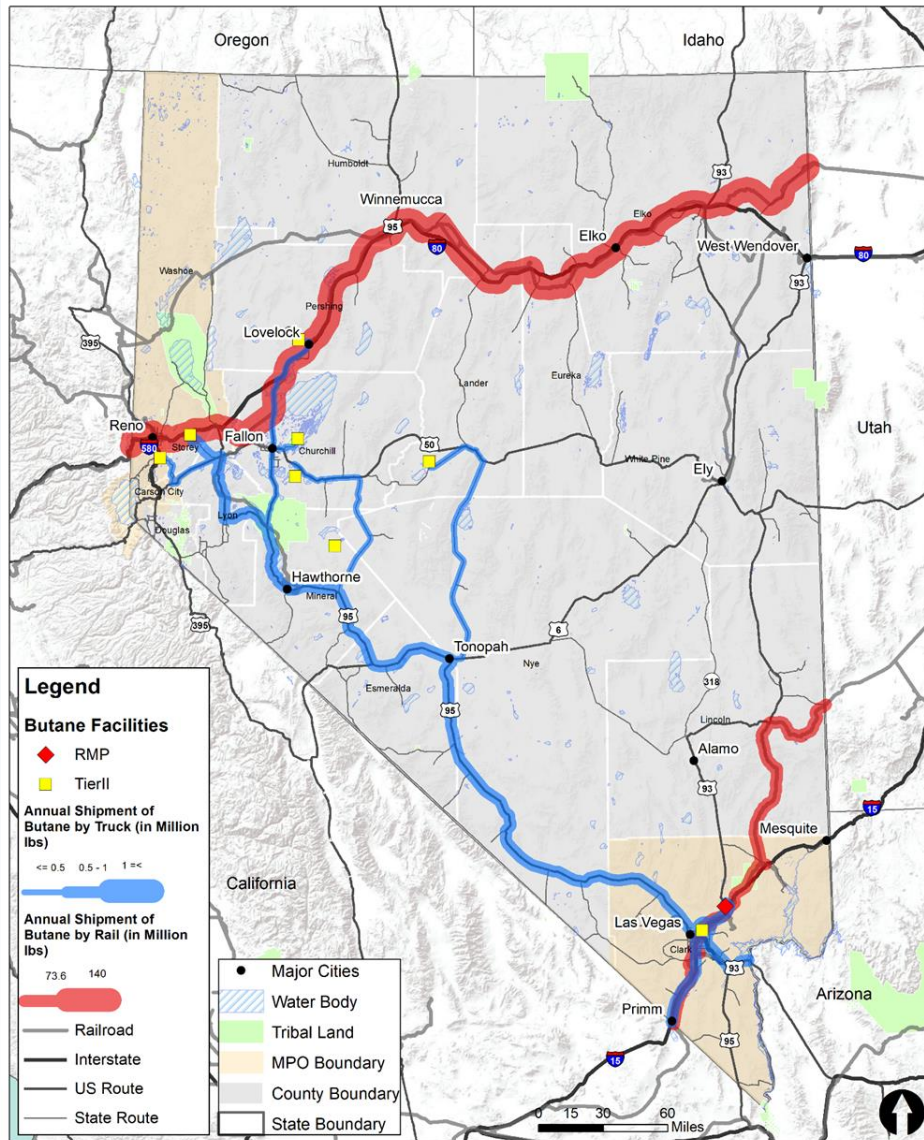 Oregon
Idaho
Humboldt
93
Winnemucca
95
80
Elko
Elko
West Wendover
80
93
Washoe
Pershing
Lovelock
395
Lander
Eureka
Utah
Reno
580
Storey
Fallon
Churchill
50
White Pine
Ely
Carson City
Lyon
Douglas
Hawthorne
Mineral
95
395
6
Tonopah
Nye
Esmeralda
95
318
Lincoln
Alamo
93
15
Mesquite
California
Las Vegas
Clark
93
Arizona
Primm
95
15
Legend
Butane Facilities
RMP
TierII
Annual Shipment of
Butane by Truck (in Million
lbs)
<= 0.5 0.5 - 1 1 =<
Annual Shipment of
Butane by Rail (in Million
lbs)
73.6 140
Railroad
Interstate
US Route
State Route
Major Cities
Water Body
Tribal Land
MPO Boundary
County Boundary
State Boundary
0 15 30 60
Miles